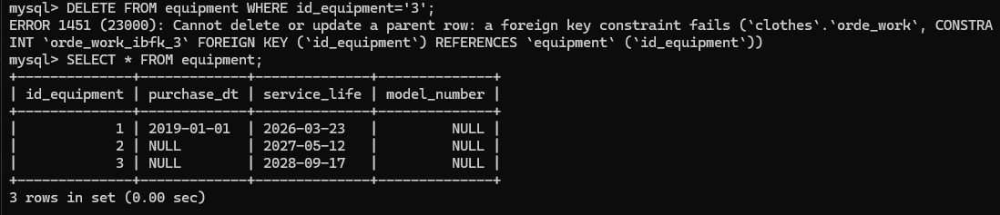 mysql> DELETE FROM equipment WHERE id_equipment='3';
ERROR 1451 (23000): Cannot delete or update a parent row: a foreign key constraint fails (`clothes`.`orde_work`, CONSTRA
INT `orde_work_ibfk_3` FOREIGN KEY (`id_equipment`) REFERENCES `equipment` (`id_equipment`))
mysql> SELECT * FROM equipment;
+--------------+-------------+--------------+--------------+
| id_equipment | purchase_dt | service_life | model_number |
+--------------+-------------+--------------+--------------+
|            1 | 2019-01-01  | 2026-03-23   |         NULL |
|            2 | NULL        | 2027-05-12   |         NULL |
|            3 | NULL        | 2028-09-17   |         NULL |
+--------------+-------------+--------------+--------------+
3 rows in set (0.00 sec)